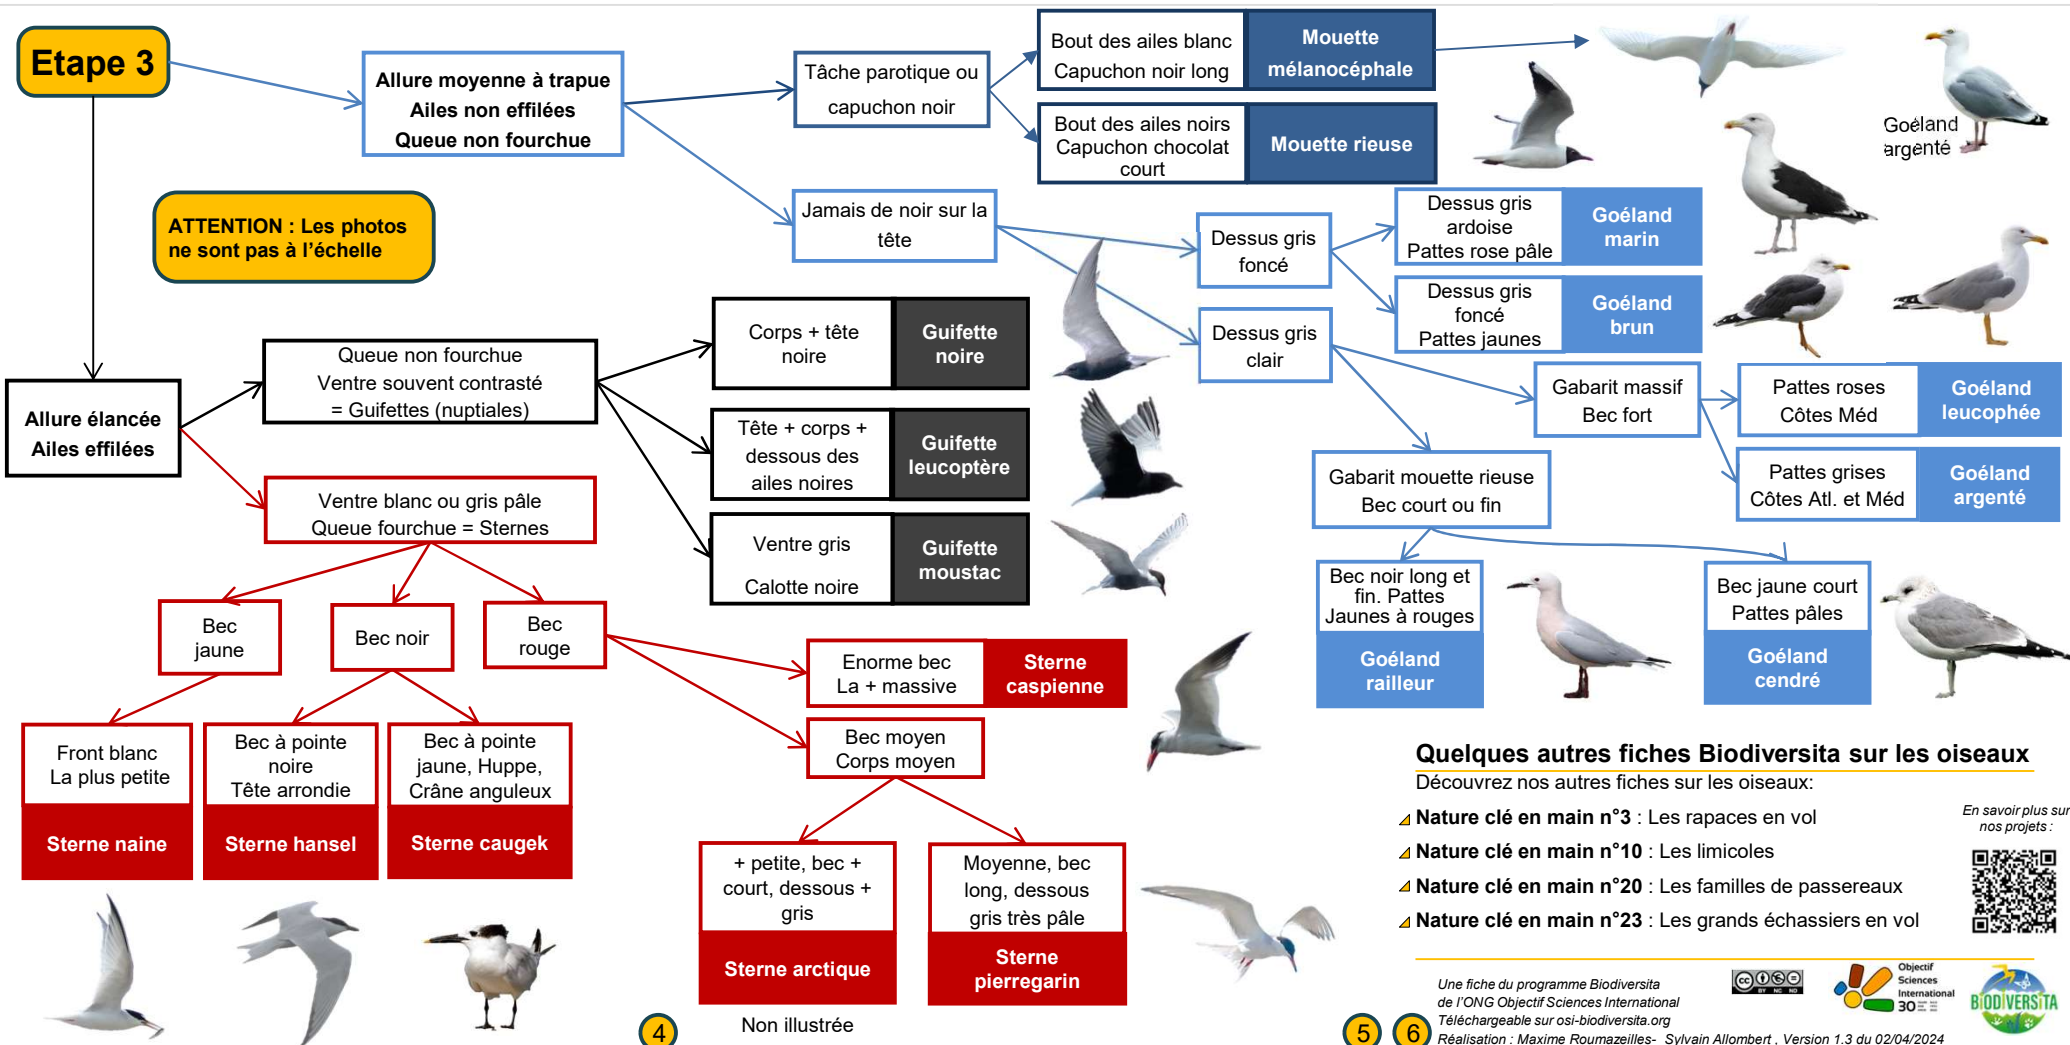 Etape 3
Allure moyenne à trapue
Ailes non effilées
Queue non fourchue
Tâche parotique ou
capuchon noir
Bout des ailes blanc
Capuchon noir long
Mouette
mélanocéphale
Bout des ailes noirs
Capuchon chocolat
court
Mouette rieuse
Goéland
argenté
ATTENTION : Les photos
ne sont pas à l'échelle
Jamais de noir sur la
tête
Dessus gris
foncé
Dessus gris
ardoise
Pattes rose pâle
Goéland
marin
Dessus gris
foncé
Pattes jaunes
Goéland
brun
Dessus gris
clair
Gabarit massif
Bec fort
Pattes roses
Côtes Méd
Goéland
leucophée
Pattes grises
Côtes Atl. et Méd
Goéland
argenté
Gabarit mouette rieuse
Bec court ou fin
Bec noir long et
fin. Pattes
Jaunes à rouges
Goéland
railleur
Bec jaune court
Pattes pâles
Goéland
cendré
Allure élancée
Ailes effilées
Queue non fourchue
Ventre souvent contrasté
= Guifettes (nuptiales)
Corps + tête
noire
Guifette
noire
Tête + corps +
dessous des
ailes noires
Guifette
leucoptère
Ventre gris
Calotte noire
Guifette
moustac
Ventre blanc ou gris pâle
Queue fourchue = Sternes
Bec
jaune
Bec noir
Bec
rouge
Front blanc
La plus petite
Sterne naine
Bec à pointe
noire
Tête arrondie
Sterne hansel
Bec à pointe
jaune, Huppe,
Crâne anguleux
Sterne caugek
Enorme bec
La + massive
Sterne
caspienne
Bec moyen
Corps moyen
+ petite, bec +
court, dessous +
gris
Sterne arctique
Non illustrée
Moyenne, bec
long, dessous
gris très pâle
Sterne
pierregarin
4
Quelques autres fiches Biodiversita sur les oiseaux
Découvrez nos autres fiches sur les oiseaux:
Nature clé en main n°3 : Les rapaces en vol
Nature clé en main n°10 : Les limicoles
Nature clé en main n°20 : Les familles de passereaux
Nature clé en main n°23 : Les grands échassiers en vol
En savoir plus sur
nos projets :
5
6
Une fiche du programme Biodiversita
de l'ONG Objectif Sciences International
Téléchargeable sur osi-biodiversita.org
Réalisation : Maxime Roumazeilles- Sylvain Allombert , Version 1.3 du 02/04/2024
cc
BY NC ND
Objectif
Sciences
International
30
BIODIVERSITA